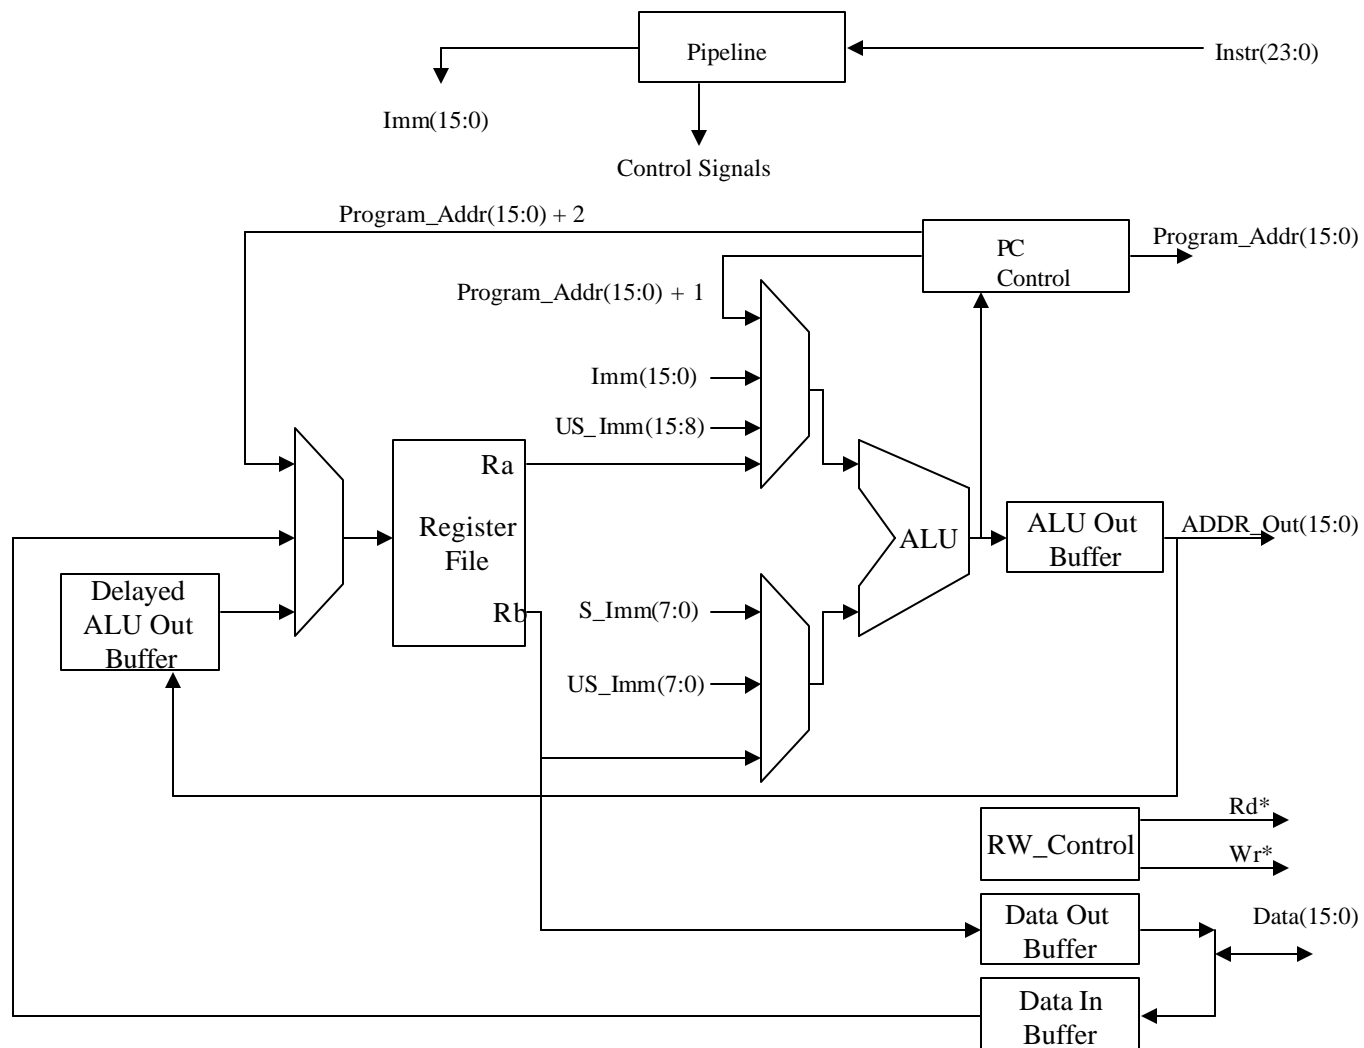 Pipeline
Instr(23:0)
Imm(15:0)
Control Signals
Program_Addr(15:0) + 2
PC
Control
Program_Addr(15:0)
Program_Addr(15:0) + 1
Imm(15:0)
US_Imm(15:8)
Ra
Register
File
Rb
ALU
ALU Out
Buffer
ADDR_Out(15:0)
Delayed
ALU Out
Buffer
S_Imm(7:0)
US_Imm(7:0)
RW_Control
Rd*
Wr*
Data Out
Buffer
Data(15:0)
Data In
Buffer